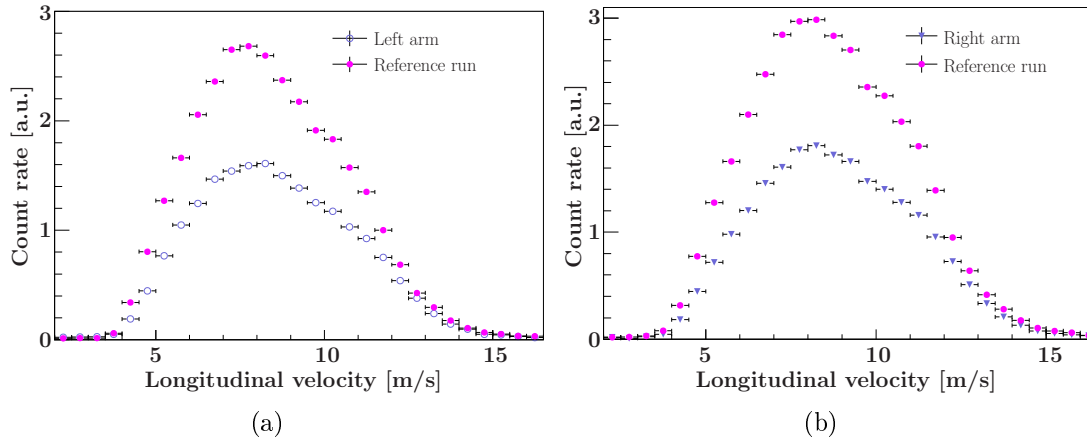 3
2
1
0
Count rate [a.u.]
Left arm
Reference run
5
10
15
Longitudinal velocity [m/s]
(a)
3
2
1
0
Count rate [a.u.]
Right arm
Reference run
5
10
15
Longitudinal velocity [m/s]
(b)